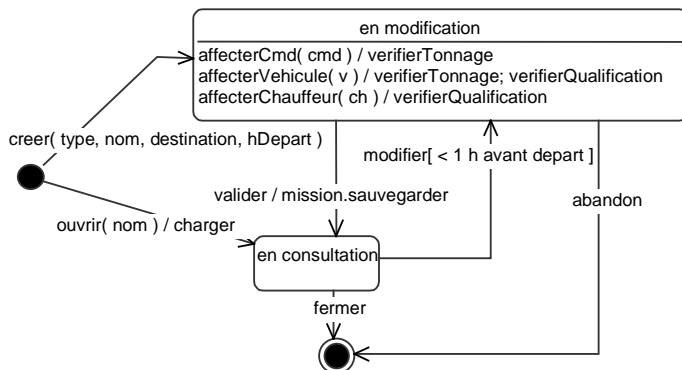 en modification
affecterCmd( cmd ) / verifierTonnage
affecterVehicule( v ) / verifierTonnage; verifierQualification
affecterChauffeur( ch ) / verifierQualification
creer( type, nom, destination, hDepart )
modifier[ < 1 h avant depart ]
valider / mission.sauvegarder
abandon
ouvrir( nom ) / charger
en consultation
fermer